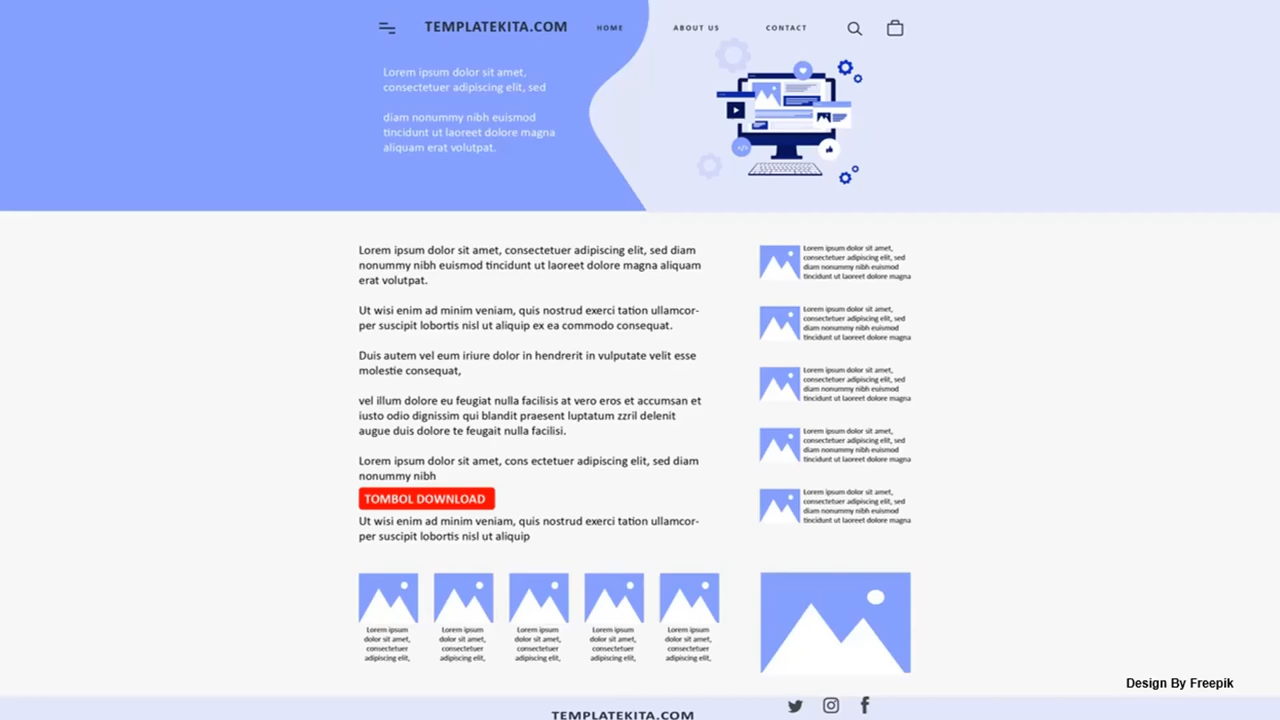 TEMPLATEKITA.COM
HOME
ABOUT US
CONTACT
Lorem ipsum dolor sit amet,
consectetuer adipiscing elit, sed
diam nonummy nibh euismod
tincidunt ut laoreet dolore magna
aliquam erat volutpat.
Lorem ipsum dolor sit amet, consectetuer adipiscing elit, sed diam
nonummy nibh euismod tincidunt ut laoreet dolore magna aliquam
erat volutpat.
Ut wisi enim ad minim veniam, quis nostrud exerci tation ullamcor-
per suscipit lobortis nisl ut aliquip ex ea commodo consequat.
Duis autem vel eum iriure dolor in hendrerit in vulputate velit esse
molestie consequat,
vel illum dolore eu feugiat nulla facilisis at vero eros et accumsan et
iusto odio dignissim qui blandit praesent luptatum zzril delenit
augue duis dolore te feugait nulla facilisi.
Lorem ipsum dolor sit amet, cons ectetuer adipiscing elit, sed diam
nonummy nibh
TOMBOL DOWNLOAD
Ut wisi enim ad minim veniam, quis nostrud exerci tation ullamcor-
per suscipit lobortis nisl ut aliquip
Lorem ipsum dolor sit amet,
consectetuer adipiscing elit, sed
diam nonummy nibh euismod
tincidunt ut laoreet dolore magna
Lorem ipsum dolor sit amet,
consectetuer adipiscing elit, sed
diam nonummy nibh euismod
tincidunt ut laoreet dolore magna
Lorem ipsum dolor sit amet,
consectetuer adipiscing elit, sed
diam nonummy nibh euismod
tincidunt ut laoreet dolore magna
Lorem ipsum dolor sit amet,
consectetuer adipiscing elit, sed
diam nonummy nibh euismod
tincidunt ut laoreet dolore magna
Lorem ipsum dolor sit amet,
consectetuer adipiscing elit, sed
diam nonummy nibh euismod
tincidunt ut laoreet dolore magna
Lorem ipsum
dolor sit amet,
consectetuer
adipiscing elit,
Lorem ipsum
dolor sit amet,
consectetuer
adipiscing elit,
Lorem ipsum
dolor sit amet,
consectetuer
adipiscing elit,
Lorem ipsum
dolor sit amet,
consectetuer
adipiscing elit,
Lorem ipsum
dolor sit amet,
consectetuer
adipiscing elit,
Design By Freepik
TEMPLATEKITA.COM